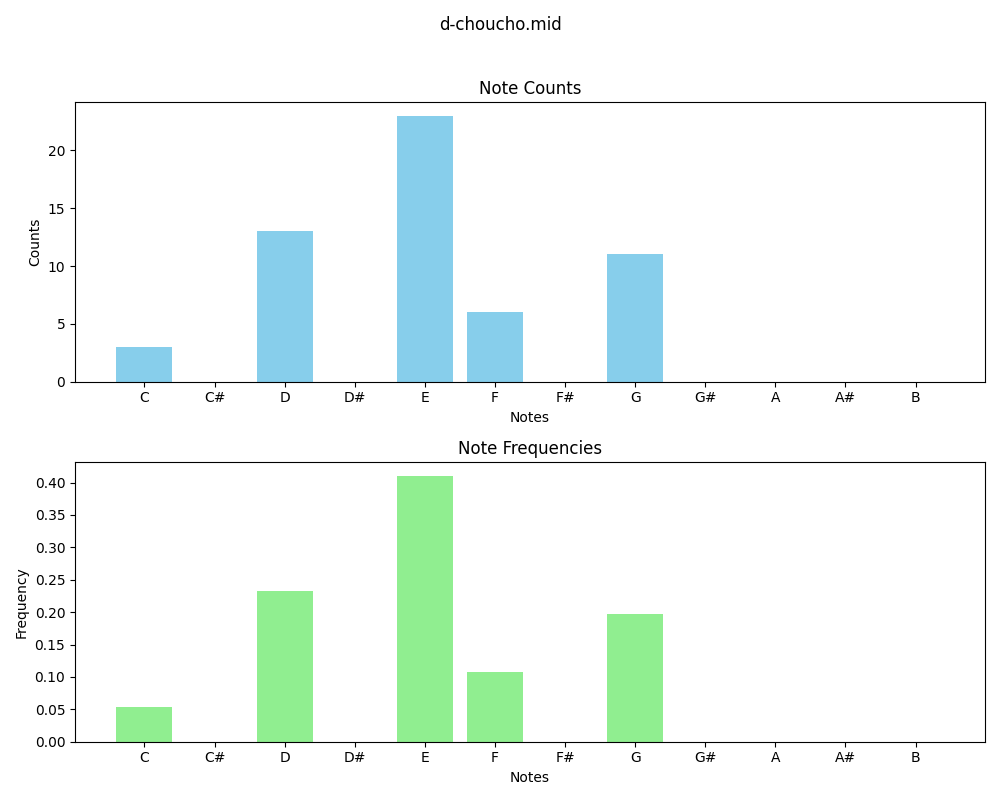 d-choucho.mid
Note Counts
Counts
20
15
10
5
0
C C# D D# E F F# G G# A A# B
Notes
Note Frequencies
Frequency
0.40
0.35
0.30
0.25
0.20
0.15
0.10
0.05
0.00
C C# D D# E F F# G G# A A# B
Notes